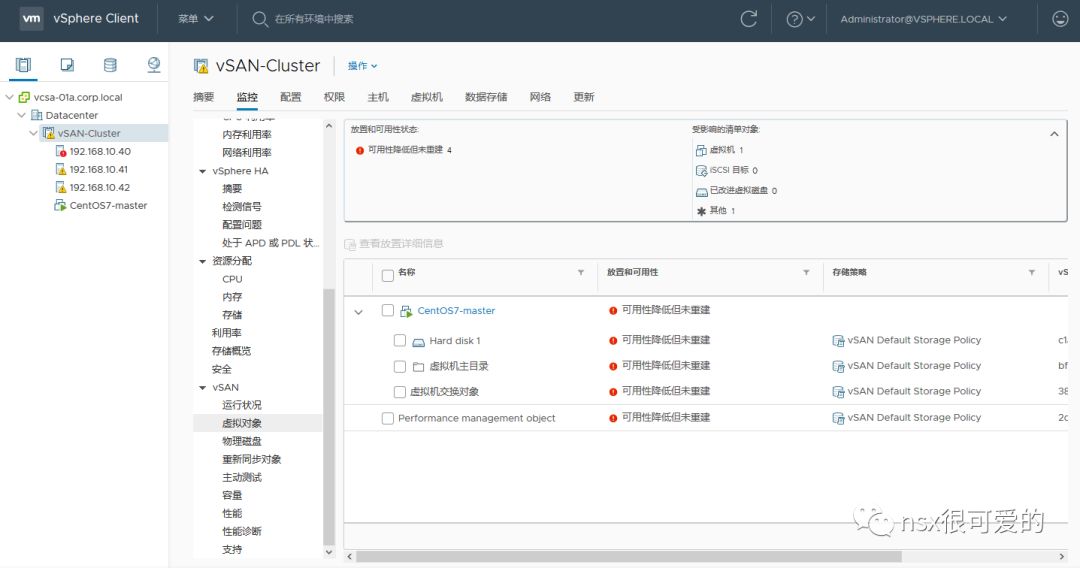 vm vSphere Client 菜单 在所有环境中搜索 Administrator@VSPHERE.LOCAL
vSAN-Cluster 操作
摘要 监控 配置 权限 主机 虚拟机 数据存储 网络 更新
vcsa-01a.corp.local
Datacenter
vSAN-Cluster
192.168.10.40
192.168.10.41
192.168.10.42
CentOS7-master
内存利用率
网络利用率
vSphere HA
摘要
检测信号
配置问题
处于 APD 或 PDL 状...
资源分配
CPU
内存
存储
利用率
存储概览
安全
vSAN
运行状况
虚拟对象
物理磁盘
重新同步对象
主动测试
容量
性能
性能诊断
支持
放置和可用性状态:
可用性降低但未重建 4
受影响的清单对象:
虚拟机 1
iSCSI 目标 0
已改进虚拟磁盘 0
其他 1
查看放置详细信息
名称 放置和可用性 存储策略 vS
CentOS7-master 可用性降低但未重建
Hard disk 1 可用性降低但未重建 vSAN Default Storage Policy c1
虚拟机主目录 可用性降低但未重建 vSAN Default Storage Policy bf
虚拟机交换对象 可用性降低但未重建 vSAN Default Storage Policy 38
Performance management object 可用性降低但未重建 vSAN Default Storage Policy 2c
nsx很可爱的